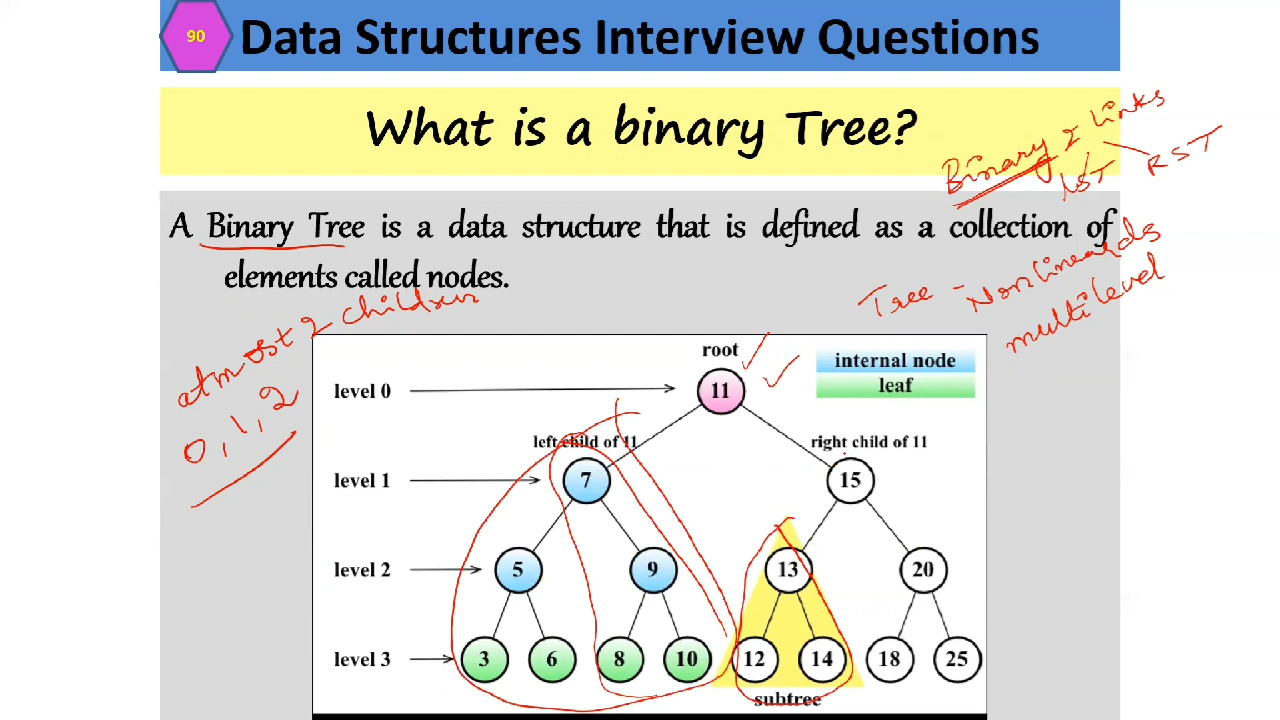 90
Data Structures Interview Questions
What is a binary Tree?
Binary 2 links
LST RST
A Binary Tree is a data structure that is defined as a collection of
elements called nodes.
Tree - Nonlinear ds
multilevel
atmost 2 children
0, 1, 2
root
internal node
leaf
level 0
11
left child of 11
right child of 11
level 1
7
15
level 2
5
9
13
20
level 3
3
6
8
10
12
14
18
25
subtree